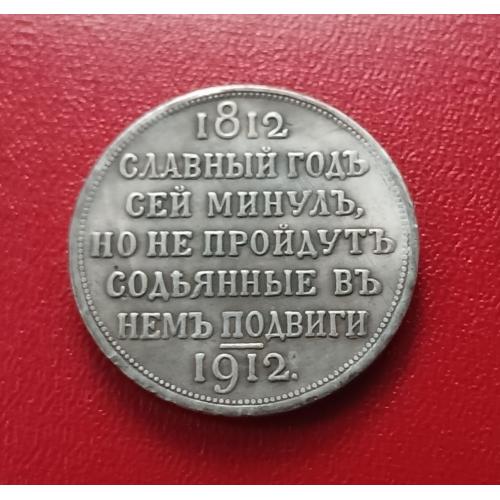 1812
СЛАВНЫЙ ГОДЪ
СЕЙ МИНУЛЪ,
НО НЕ ПРОЙДУТЪ
СОДѢЯННЫЕ ВЪ
НЕМЪ ПОДВИГИ
1912.